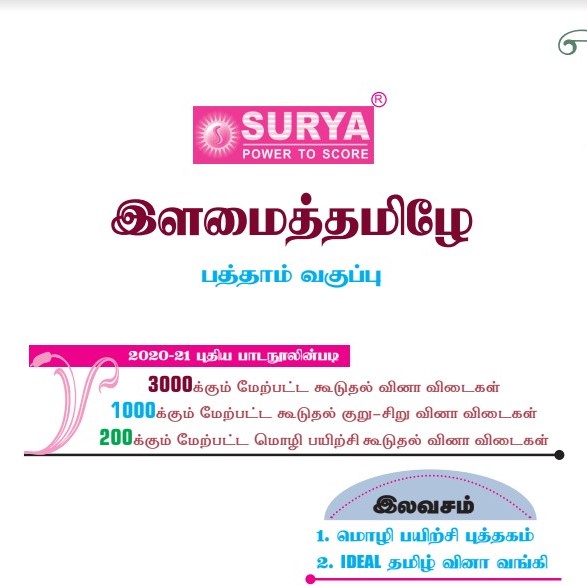 SURYA®
POWER TO SCORE
இளமைத்தமிழே
பத்தாம் வகுப்பு
2020-21 புதிய பாடநூலின்படி
3000க்கும் மேற்பட்ட கூடுதல் வினா விடைகள்
1000க்கும் மேற்பட்ட கூடுதல் குறு-சிறு வினா விடைகள்
200க்கும் மேற்பட்ட மொழி பயிற்சி கூடுதல் வினா விடைகள்
இலவசம்
1. மொழி பயிற்சி புத்தகம்
2. IDEAL தமிழ் வினா வங்கி